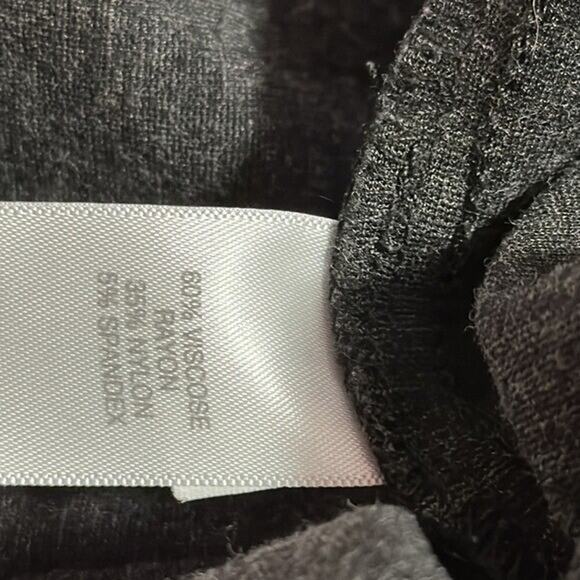 60% VISCOSE
RAYON
35% NYLON
5% SPANDEX